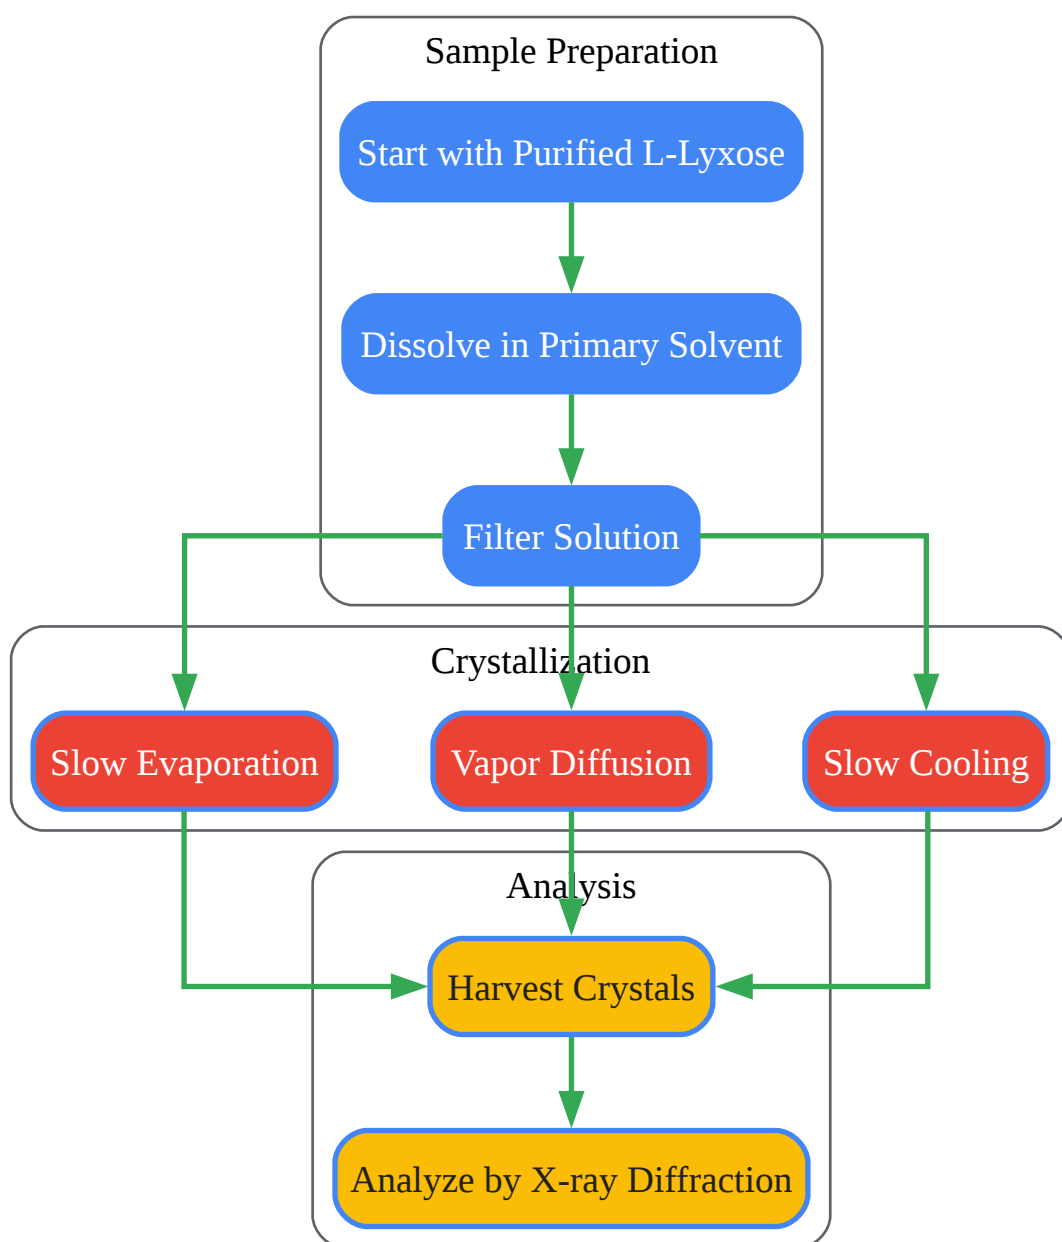 Sample Preparation
Start with Purified L-Lyxose
Dissolve in Primary Solvent
Filter Solution
Crystallization
Slow Evaporation
Vapor Diffusion
Slow Cooling
Analysis
Harvest Crystals
Analyze by X-ray Diffraction